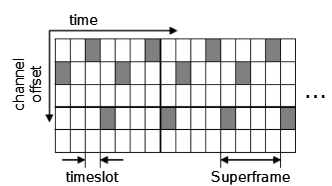 time
channel
offset
...
timeslot
Superframe